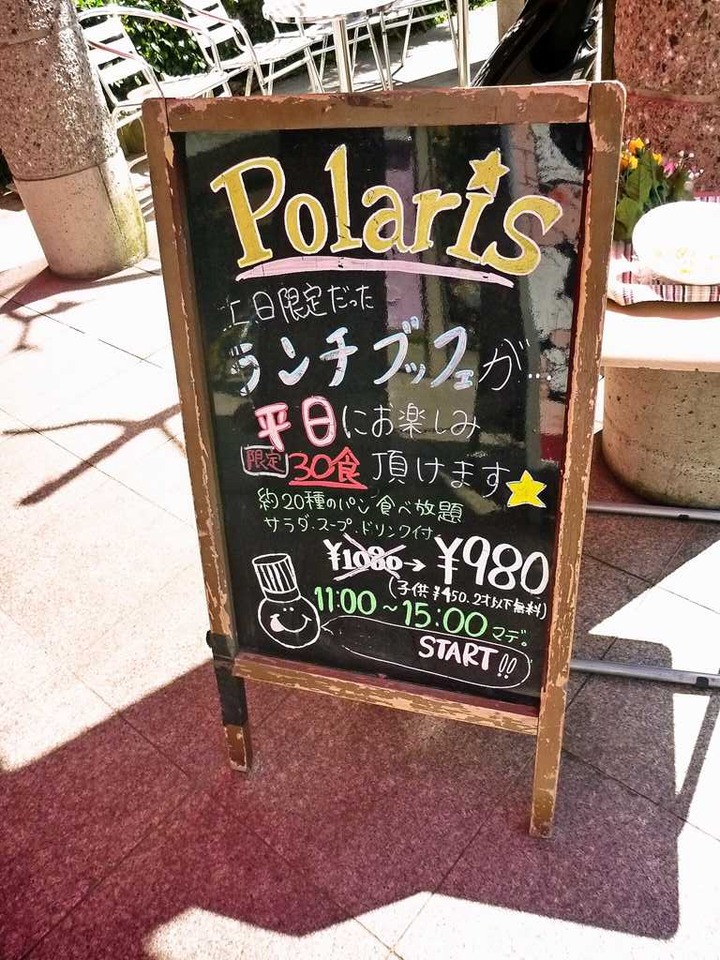 Polaris
土日限定だった
ランチブッフェが...
平日にお楽しみ
限定 30食 頂けます
約20種のパン食べ放題
サラダ・スープ・ドリンク付
¥1080→¥980
(子供¥450.2才以下無料)
11:00~15:00マデ。
START!!